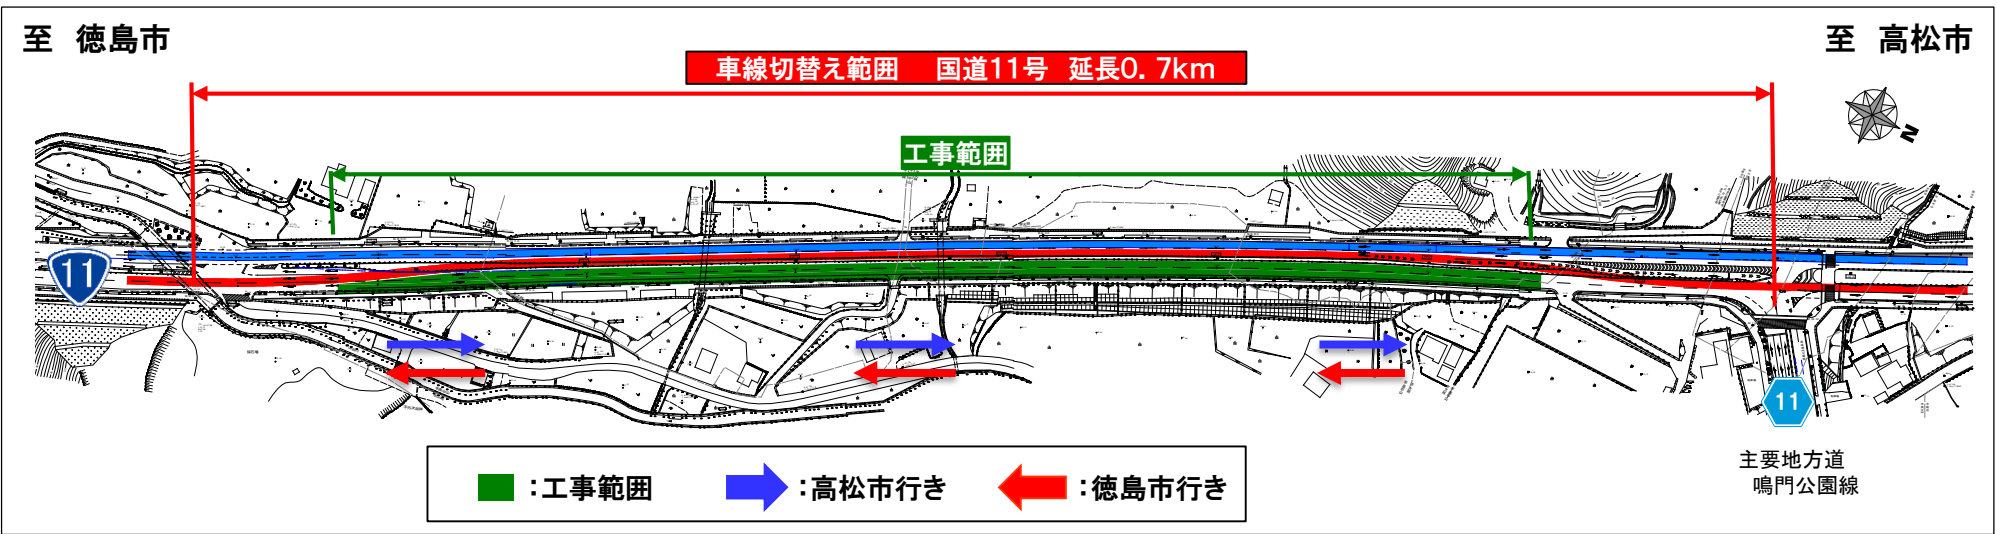 至 徳島市
至 高松市
車線切替え範囲 国道11号 延長0.7km
N
工事範囲
11
11
主要地方道
鳴門公園線
:工事範囲
:高松市行き
:徳島市行き